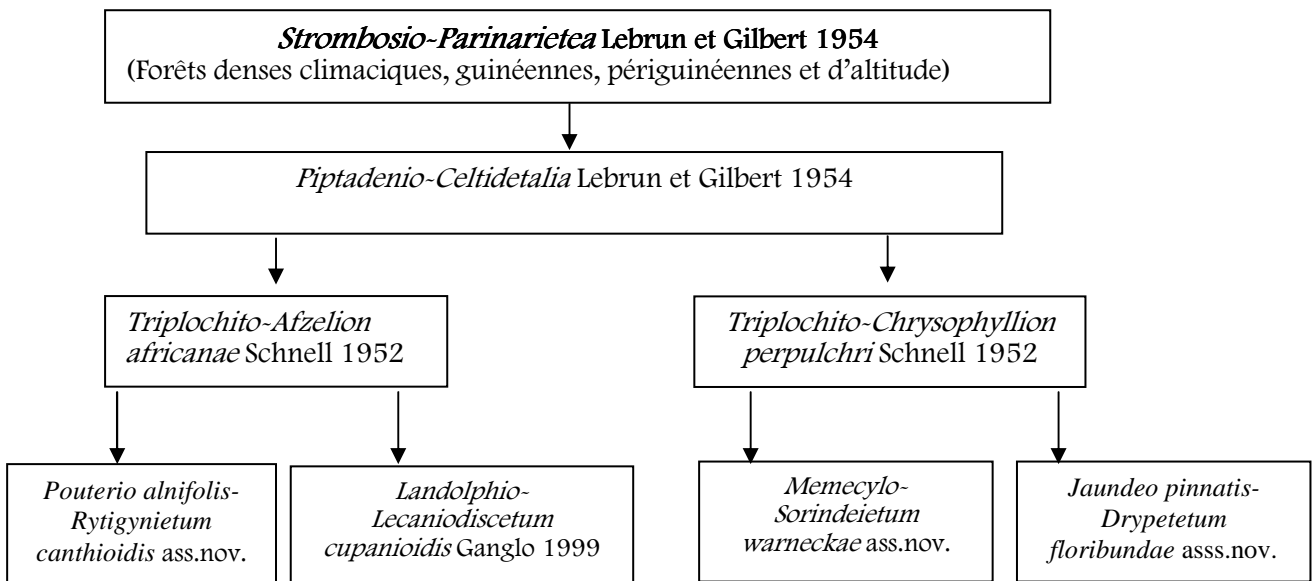 Strombosio-Parinarietea Lebrun et Gilbert 1954
(Forêts denses climaciques, guinéennes, périguinéennes et d'altitude)
Piptadenio-Celtidetalia Lebrun et Gilbert 1954
Triplochito-Afzelion
africanae Schnell 1952
Triplochito-Chrysophyllion
perpulchri Schnell 1952
Pouterio alnifolis-
Rytigynietum
canthioidis ass.nov.
Landolphio-
Lecaniodiscetum
cupanioidis Ganglo 1999
Memecylo-
Sorindeietum
warneckae ass.nov.
Jaundeo pinnatis-
Drypetetum
floribundae asss.nov.